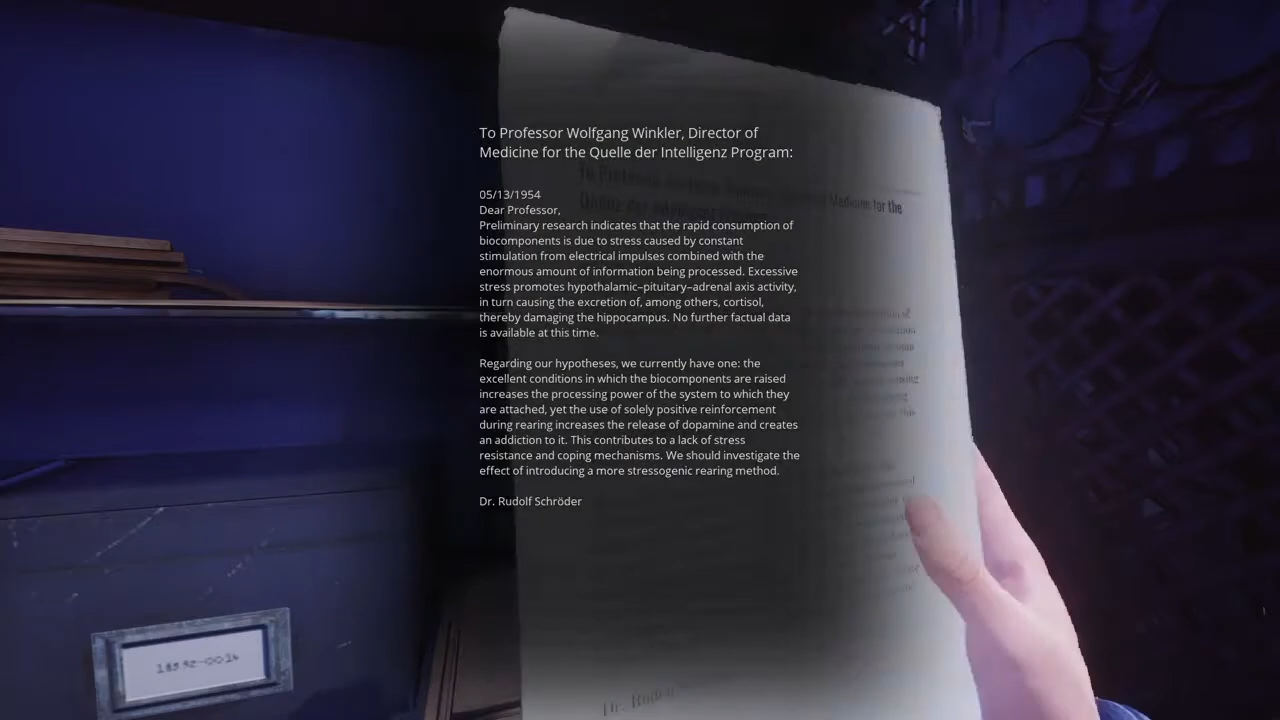 To Professor Wolfgang Winkler, Director of
Medicine for the Quelle der Intelligenz Program:
05/13/1954
Dear Professor,
Preliminary research indicates that the rapid consumption of
biocomponents is due to stress caused by constant
stimulation from electrical impulses combined with the
enormous amount of information being processed. Excessive
stress promotes hypothalamic–pituitary–adrenal axis activity,
in turn causing the excretion of, among others, cortisol,
thereby damaging the hippocampus. No further factual data
is available at this time.
Regarding our hypotheses, we currently have one: the
excellent conditions in which the biocomponents are raised
increases the processing power of the system to which they
are attached, yet the use of solely positive reinforcement
during rearing increases the release of dopamine and creates
an addiction to it. This contributes to a lack of stress
resistance and coping mechanisms. We should investigate the
effect of introducing a more stressogenic rearing method.
Dr. Rudolf Schröder
Medicine for the